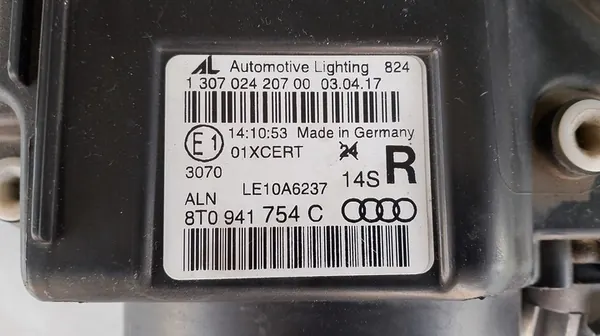 AL Automotive Lighting 824
1 307 024 207 00 03.04.17
E1 14:10:53 Made in Germany
01XCERT 24
3070
LE10A6237 14S R
ALN
8T0 941 754 C